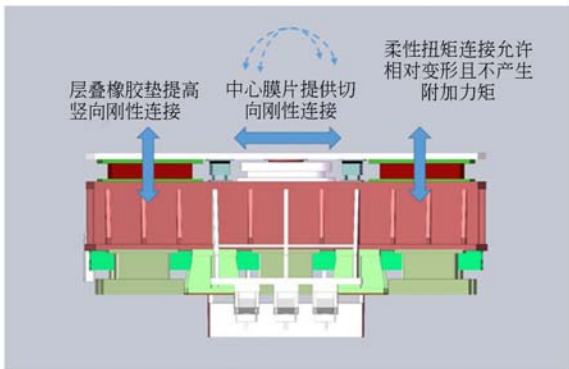 层叠橡胶垫提高
竖向刚性连接
中心膜片提供切
向刚性连接
柔性扭矩连接允许
相对变形且不产生
附加力矩